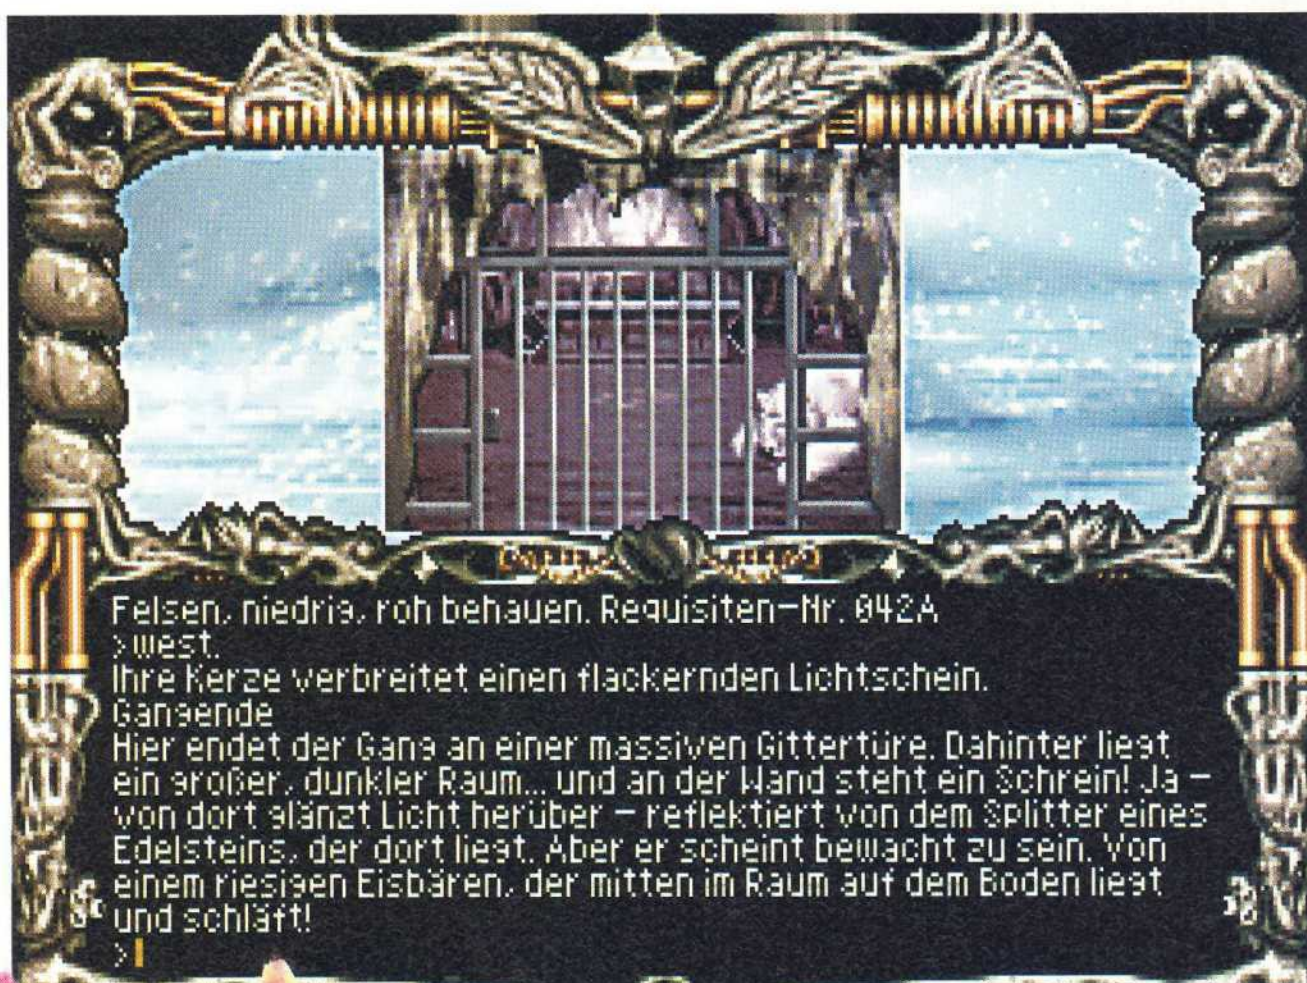 Felsen, niedrig, roh behauen. Requisiten-Nr. 042A
>west.
Ihre Kerze verbreitet einen flackernden Lichtschein.
Gangende
Hier endet der Gang an einer massiven Gittertüre. Dahinter liegt
ein großer, dunkler Raum... und an der Wand steht ein Schrein! Ja –
von dort glänzt Licht herüber – reflektiert von dem Splitter eines
Edelsteins, der dort liegt. Aber er scheint bewacht zu sein. Von
einem riesigen Eisbären, der mitten im Raum auf dem Boden liegt
und schläft!
>